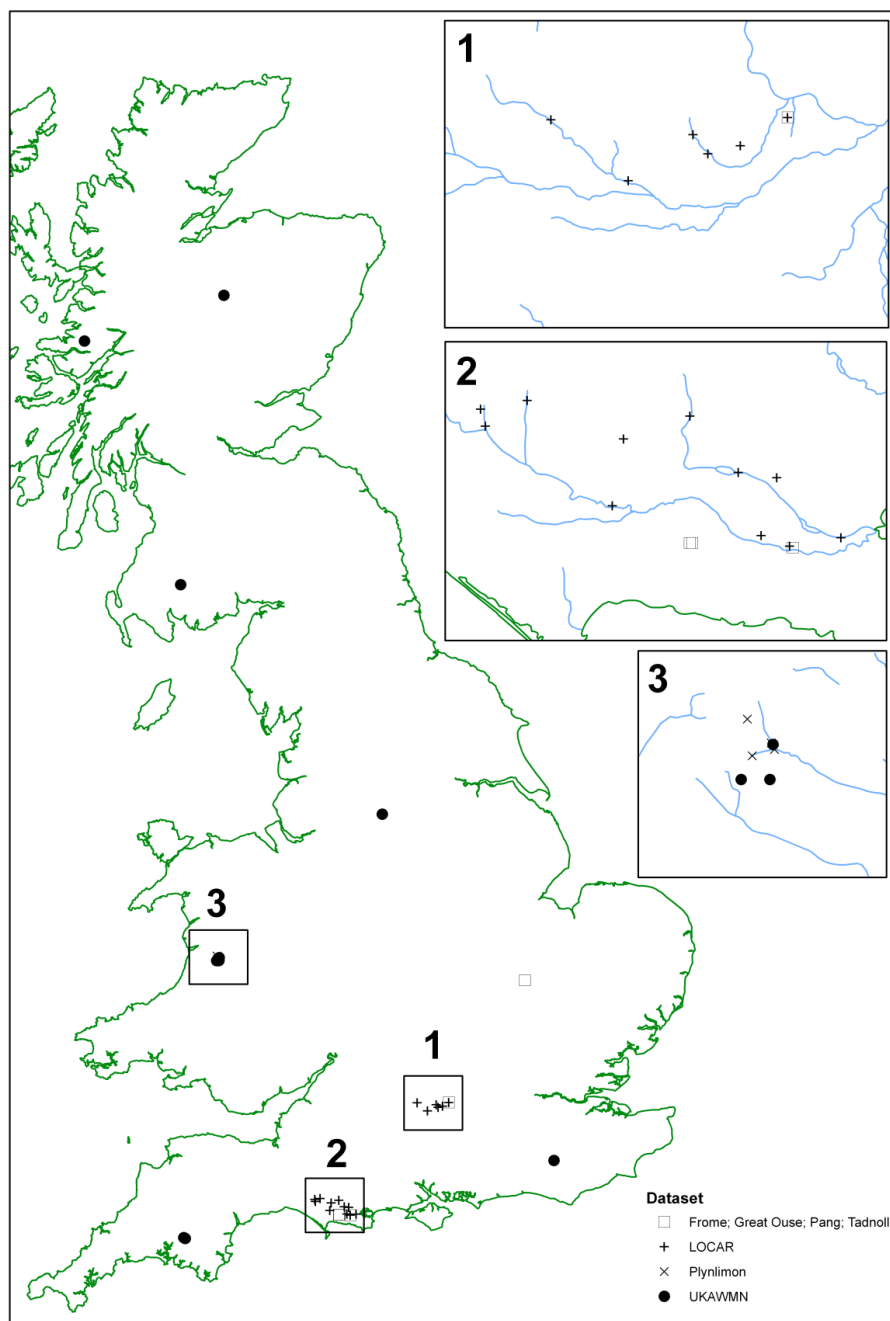 1
2
3
3
1
2
Dataset
Frome; Great Ouse; Pang; Tadnoll
LOCAR
Plynlimon
UKAWMN